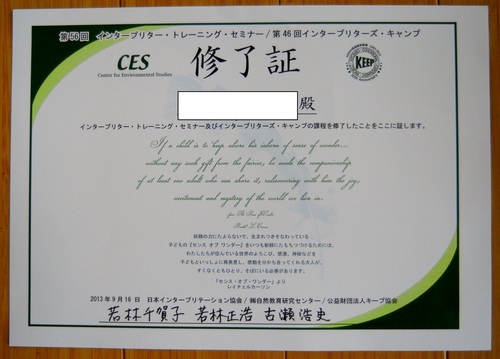 第56回 インタープリター・トレーニング・セミナー/第46回インタープリターズ・キャンプ
CES
Center for Environmental Studies
修了証
KEEP
殿
インタープリター・トレーニング・セミナー及びインタープリターズ・キャンプの課程を修了したことをここに証します。
If a child is to keep alive his inborn of sense of wonder...
without any such gift from the fairies, he needs the companionship
of at least one adult who can share it, rediscovering with him the joy,
excitement and mystery of the world we live in.
妖精の力にたよらないで、生まれつきそなわっている
子どもの『センス オブ ワンダー』をいつも新鮮にたもちつづけるためには、
わたしたちが住んでいる世界のよろこび、感激、神秘などを
子どもといっしょに再発見し、感動を分かち合ってくれる大人が、
すくなくともひとり、そばにいる必要があります。
『センス・オブ・ワンダー』より
レイチェルカーソン
2013年9月16日 日本インタープリテーション協会/㈱自然教育研究センター/公益財団法人キープ協会
若林千賀子 若林正浩 古瀬浩史